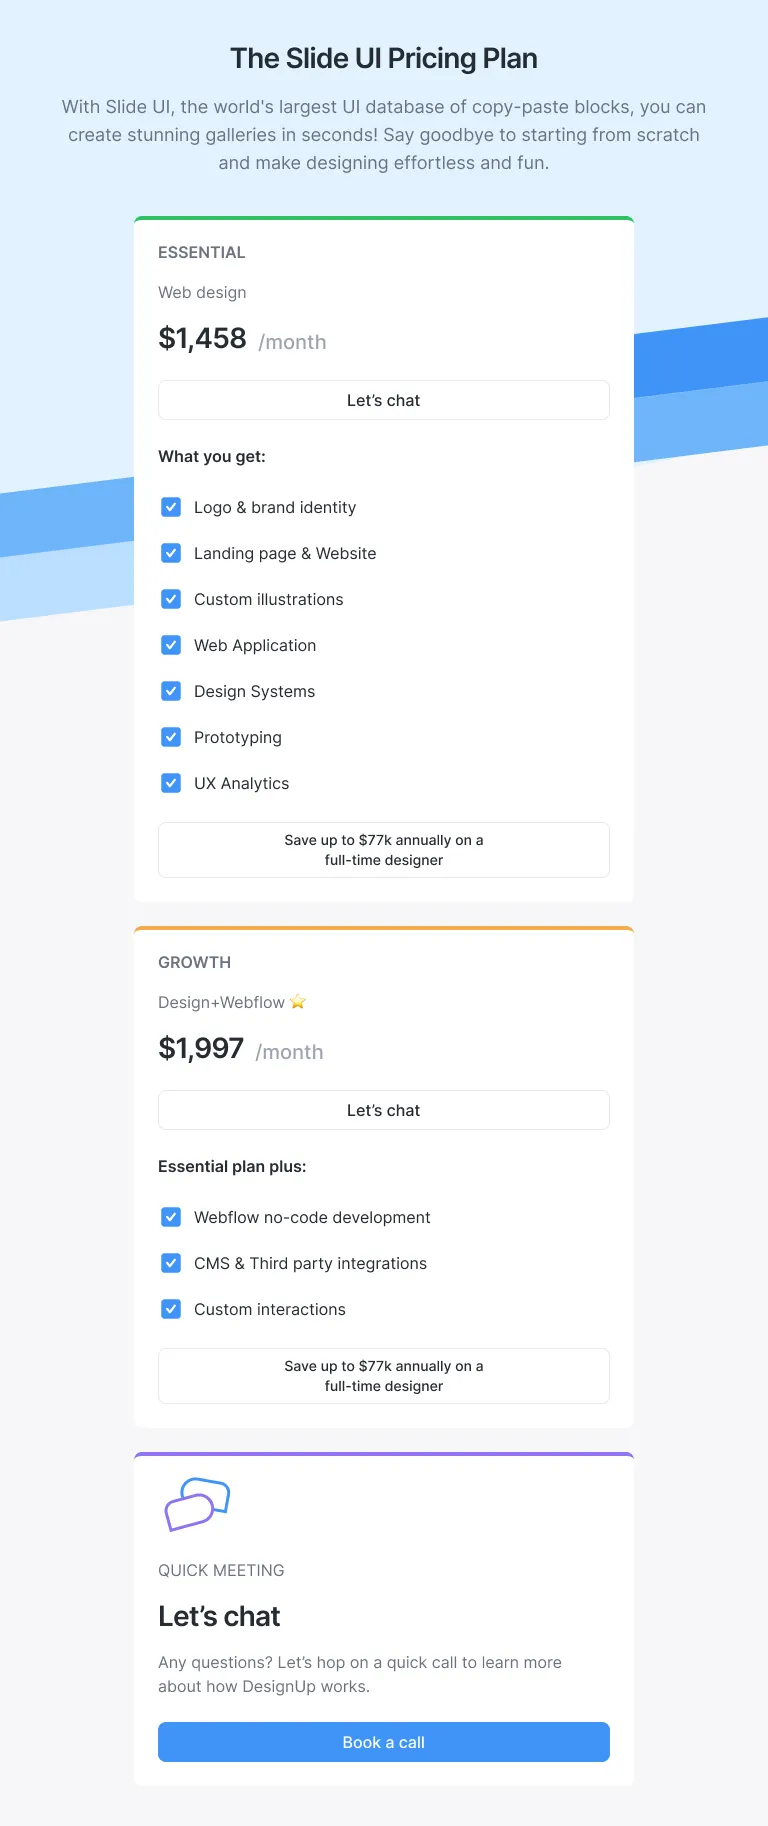 The Slide UI Pricing Plan
With Slide UI, the world's largest UI database of copy-paste blocks, you can
create stunning galleries in seconds! Say goodbye to starting from scratch
and make designing effortless and fun.
ESSENTIAL
Web design
$1,458 /month
Let’s chat
What you get:
Logo & brand identity
Landing page & Website
Custom illustrations
Web Application
Design Systems
Prototyping
UX Analytics
Save up to $77k annually on a
full-time designer
GROWTH
Design+Webflow ⭐
$1,997 /month
Let’s chat
Essential plan plus:
Webflow no-code development
CMS & Third party integrations
Custom interactions
Save up to $77k annually on a
full-time designer
QUICK MEETING
Let’s chat
Any questions? Let’s hop on a quick call to learn more
about how DesignUp works.
Book a call